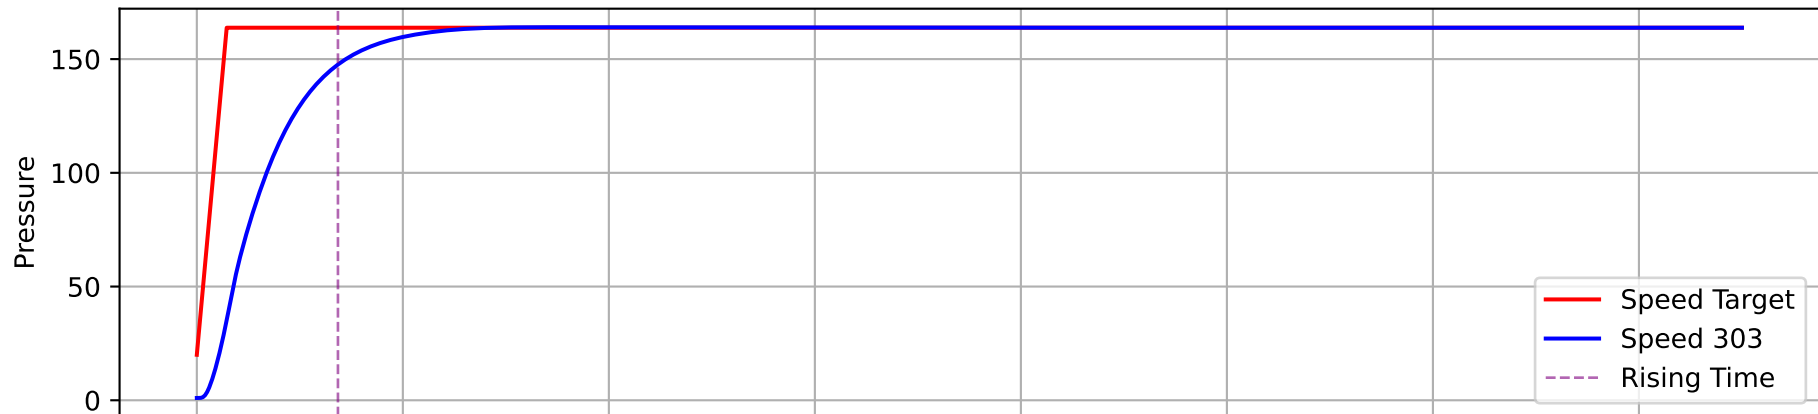 Pressure
150
100
50
0
Speed Target
Speed 303
Rising Time